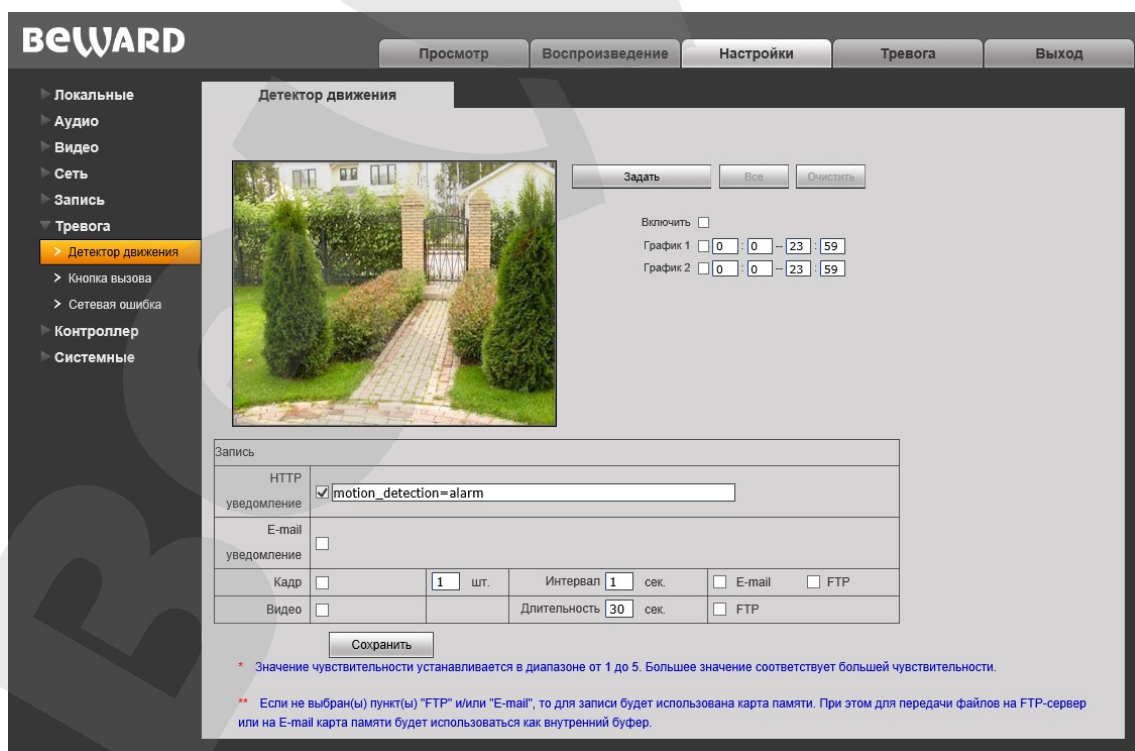 BEWARD
Просмотр Воспроизведение Настройки Тревога Выход
Локальные
Аудио
Видео
Сеть
Запись
Тревога
> Детектор движения
> Кнопка вызова
> Сетевая ошибка
Контроллер
Системные
Детектор движения
Задать Все Очистить
Включить
График 1 0 : 0 – 23 : 59
График 2 0 : 0 – 23 : 59
Запись
HTTP
уведомление
motion_detection=alarm
E-mail
уведомление
Кадр 1 шт. Интервал 1 сек. E-mail FTP
Видео Длительность 30 сек. FTP
Сохранить
* Значение чувствительности устанавливается в диапазоне от 1 до 5. Большее значение соответствует большей чувствительности.
** Если не выбран(ы) пункт(ы) "FTP" и/или "E-mail", то для записи будет использована карта памяти. При этом для передачи файлов на FTP-сервер
или на E-mail карта памяти будет использоваться как внутренний буфер.